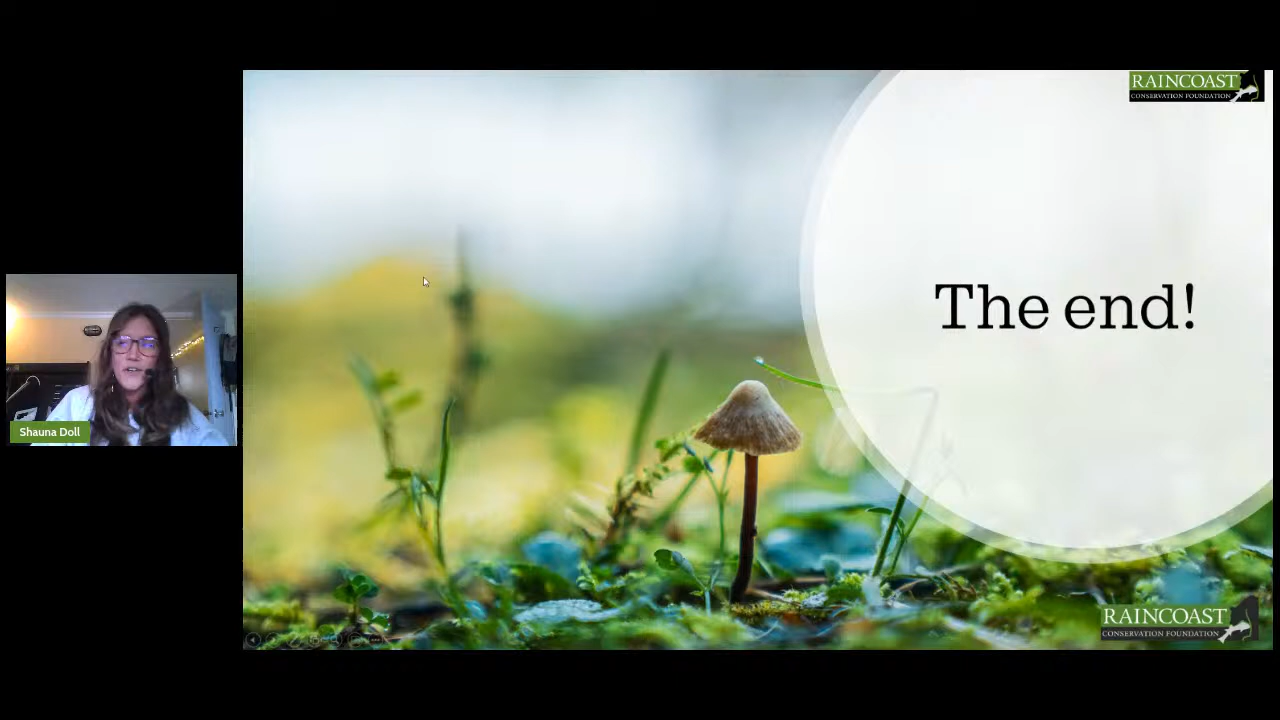 RAINCOAST
CONSERVATION FOUNDATION
The end!
Shauna Doll
RAINCOAST
CONSERVATION FOUNDATION